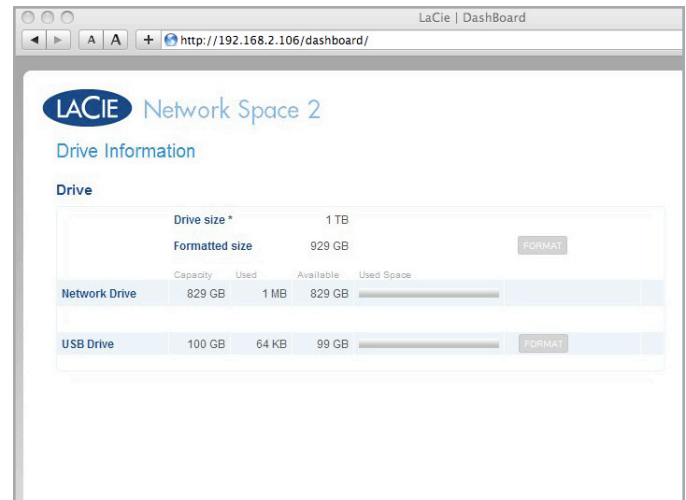 LaCie | DashBoard
A A + http://192.168.2.106/dashboard/
LACIE Network Space 2
Drive Information
Drive
Drive size * 1 TB
Formatted size 929 GB FORMAT
Capacity Used Available Used Space
Network Drive 829 GB 1 MB 829 GB
USB Drive 100 GB 64 KB 99 GB FORMAT